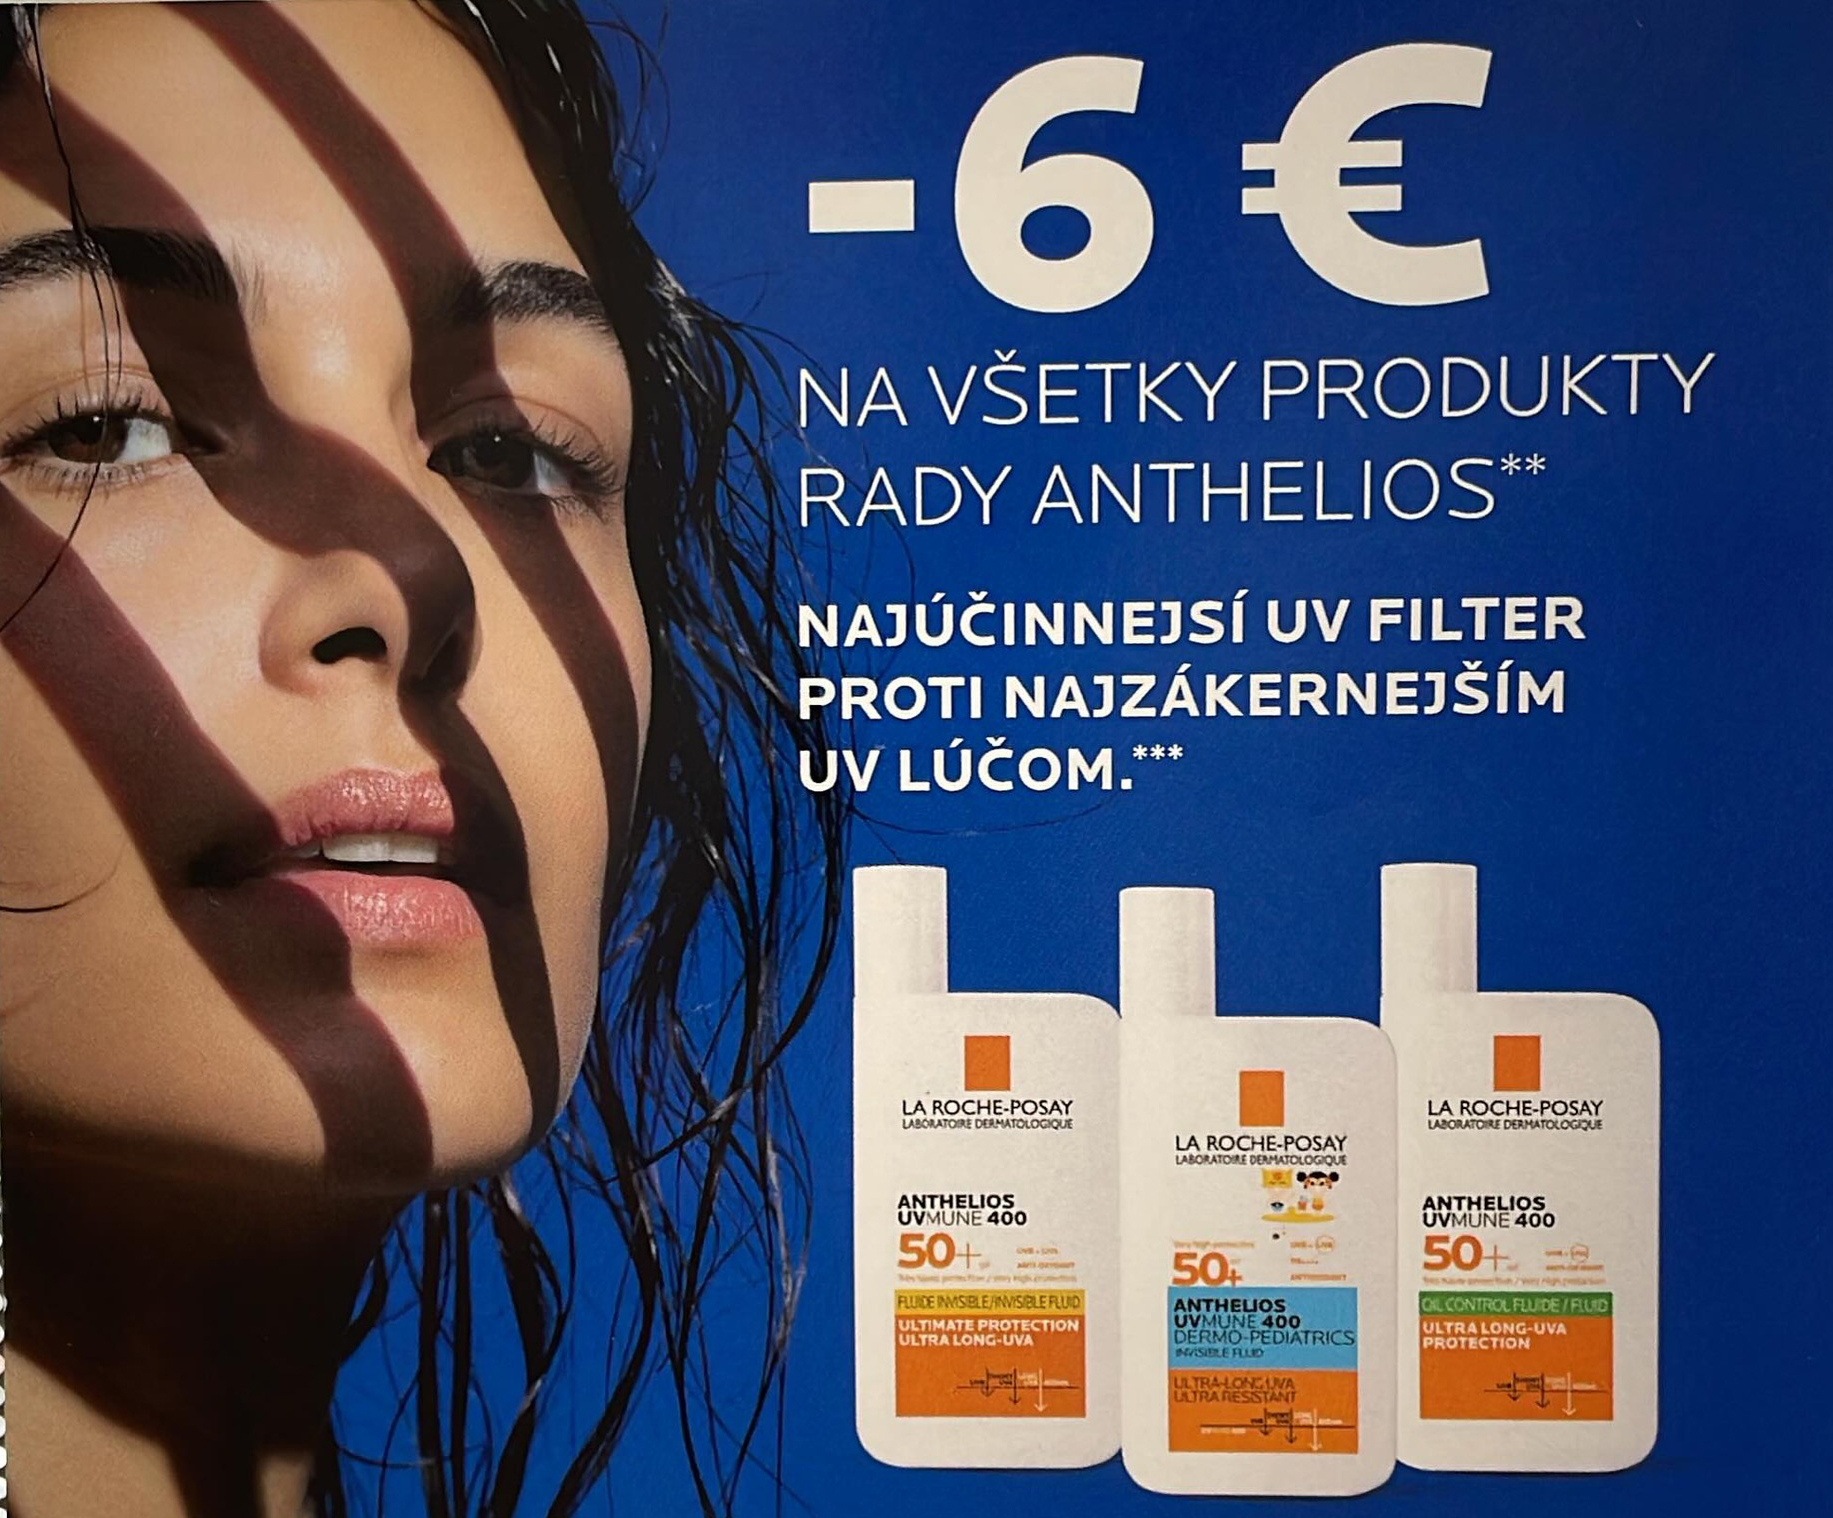 -6 €
NA VŠETKY PRODUKTY
RADY ANTHELIOS**
NAJÚČINNEJSÍ UV FILTER
PROTI NAJZÁKERNEJŠÍM
UV LÚČOM.***
LA ROCHE-POSAY
LABORATOIRE DERMATOLOGIQUE
ANTHELIOS
UVMUNE 400
50+
FLUIDE INVISIBLE/INVISIBLE FLUID
ULTIMATE PROTECTION
ULTRA LONG-UVA
LA ROCHE-POSAY
LABORATOIRE DERMATOLOGIQUE
50+
ANTHELIOS
UVMUNE 400
DERMO-PEDIATRICS
INVISIBLE FLUID
ULTRA-LONG UVA
ULTRA RESISTANT
LA ROCHE-POSAY
LABORATOIRE DERMATOLOGIQUE
ANTHELIOS
UVMUNE 400
50+
OIL CONTROL FLUIDE / FLUID
ULTRA LONG-UVA
PROTECTION